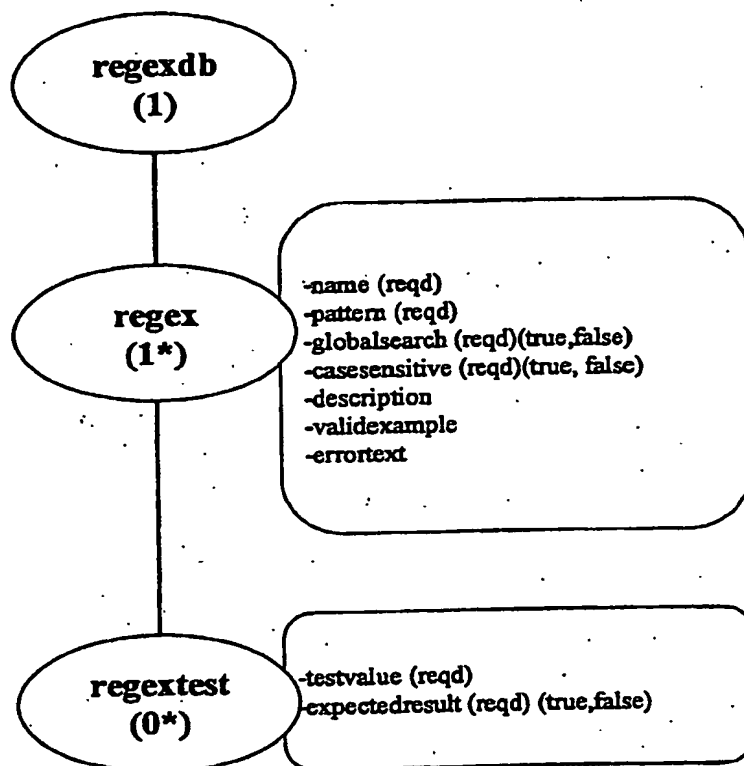 regexdb
(1)
regex
(1*)
-name (reqd)
-pattern (reqd)
-globalsearch (reqd)(true,false)
-casesensitive (reqd)(true, false)
-description
-validexample
-errortext
regextest
(0*)
-testvalue (reqd)
-expectedresult (reqd) (true,false)